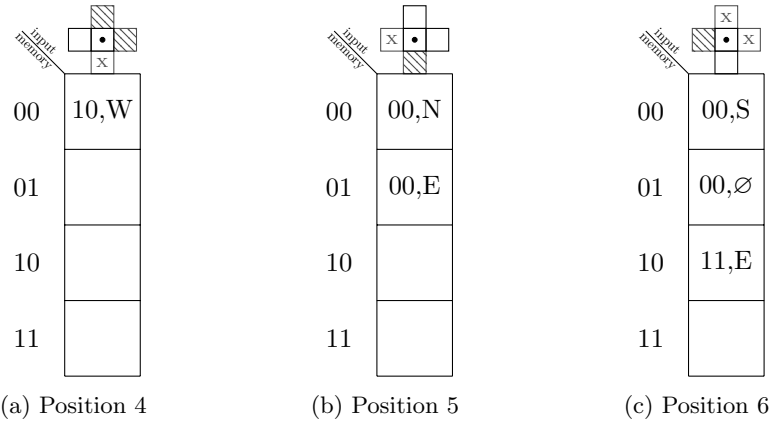 x x x
input input input
memory memory memory
x
00 10,W 00 00,N 00 00,S
01 01 00,E 01 00,∅
10 10 10 11,E
11 11 11
(a) Position 4 (b) Position 5 (c) Position 6